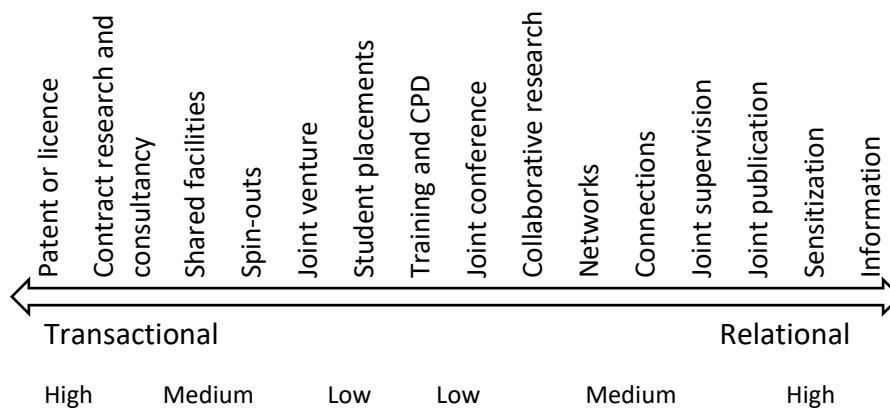 Patent or licence
Contract research and
consultancy
Shared facilities
Spin-outs
Joint venture
Student placements
Training and CPD
Joint conference
Collaborative research
Networks
Connections
Joint supervision
Joint publication
Sensitization
Information
Transactional Relational
High Medium Low Low Medium High